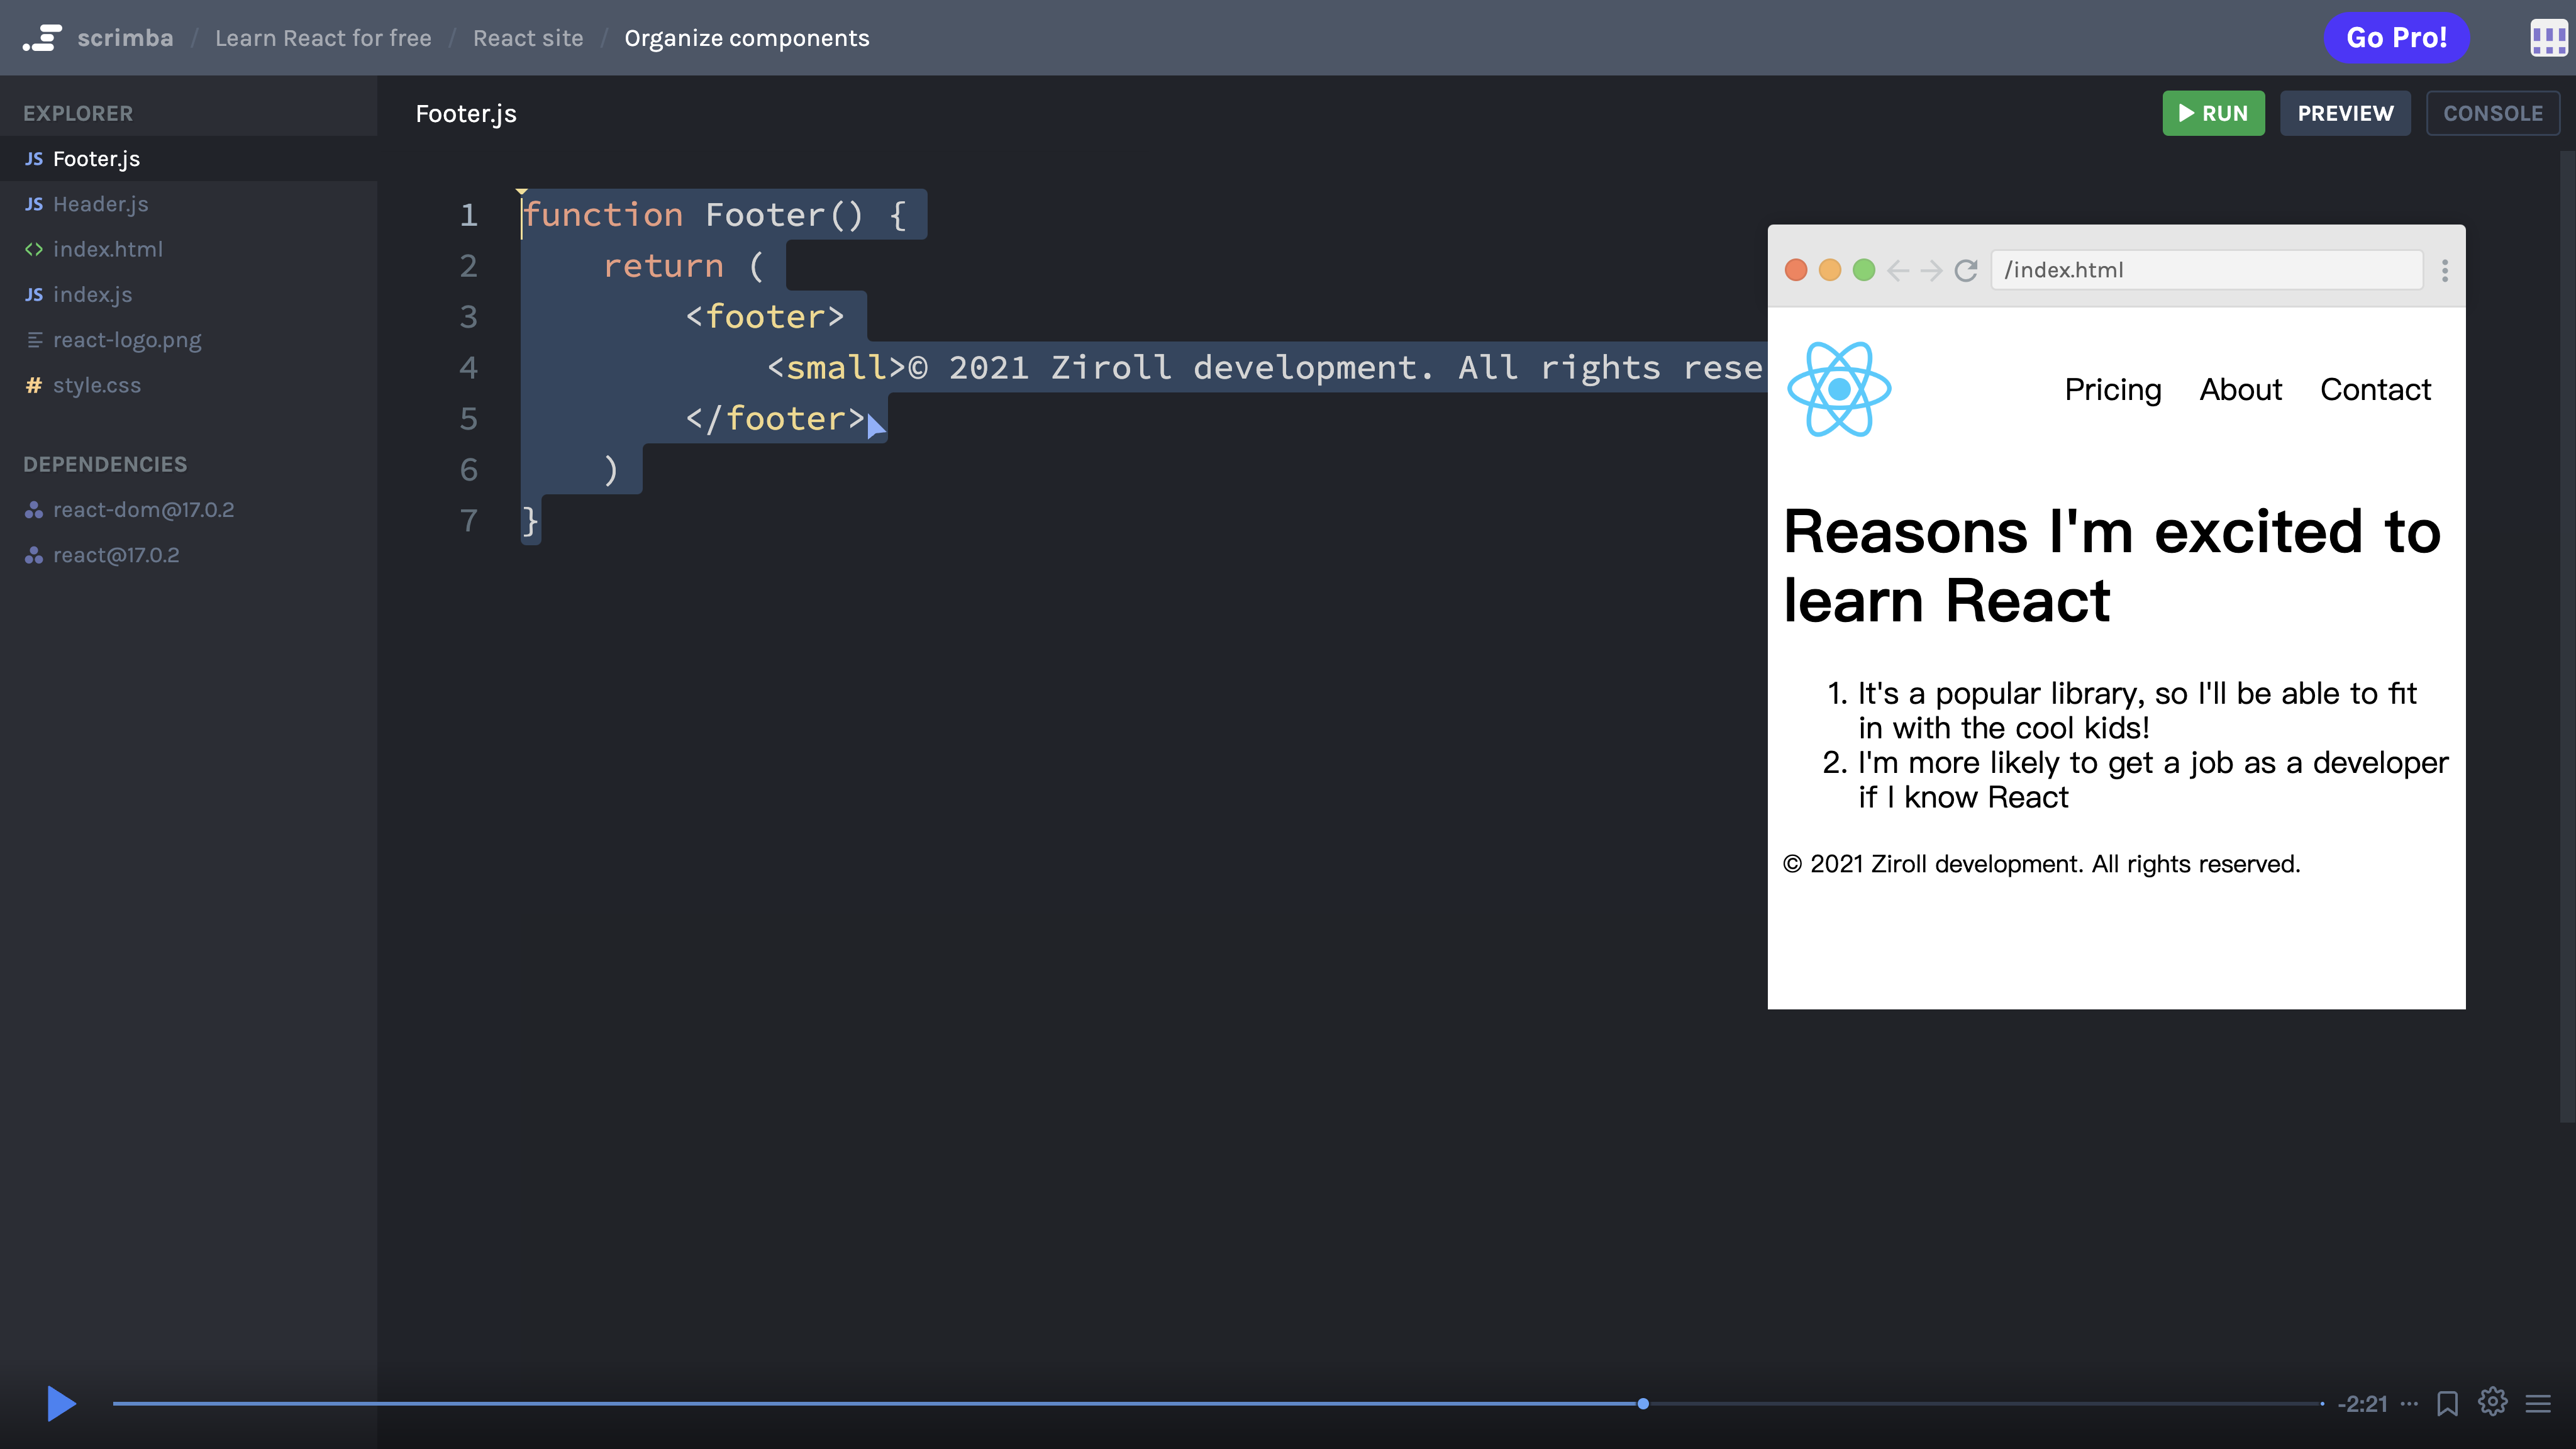 scrimba / Learn React for free / React site / Organize components
Go Pro!
EXPLORER
JS Footer.js
JS Header.js
<> index.html
JS index.js
react-logo.png
# style.css
DEPENDENCIES
react-dom@17.0.2
react@17.0.2
Footer.js
RUN
PREVIEW
CONSOLE
1 function Footer() {
2     return (
3         <footer>
4             <small>© 2021 Ziroll development. All rights rese
5         </footer>
6     )
7 }
/index.html
Pricing About Contact
Reasons I'm excited to
learn React
1. It's a popular library, so I'll be able to fit
in with the cool kids!
2. I'm more likely to get a job as a developer
if I know React
© 2021 Ziroll development. All rights reserved.
-2:21